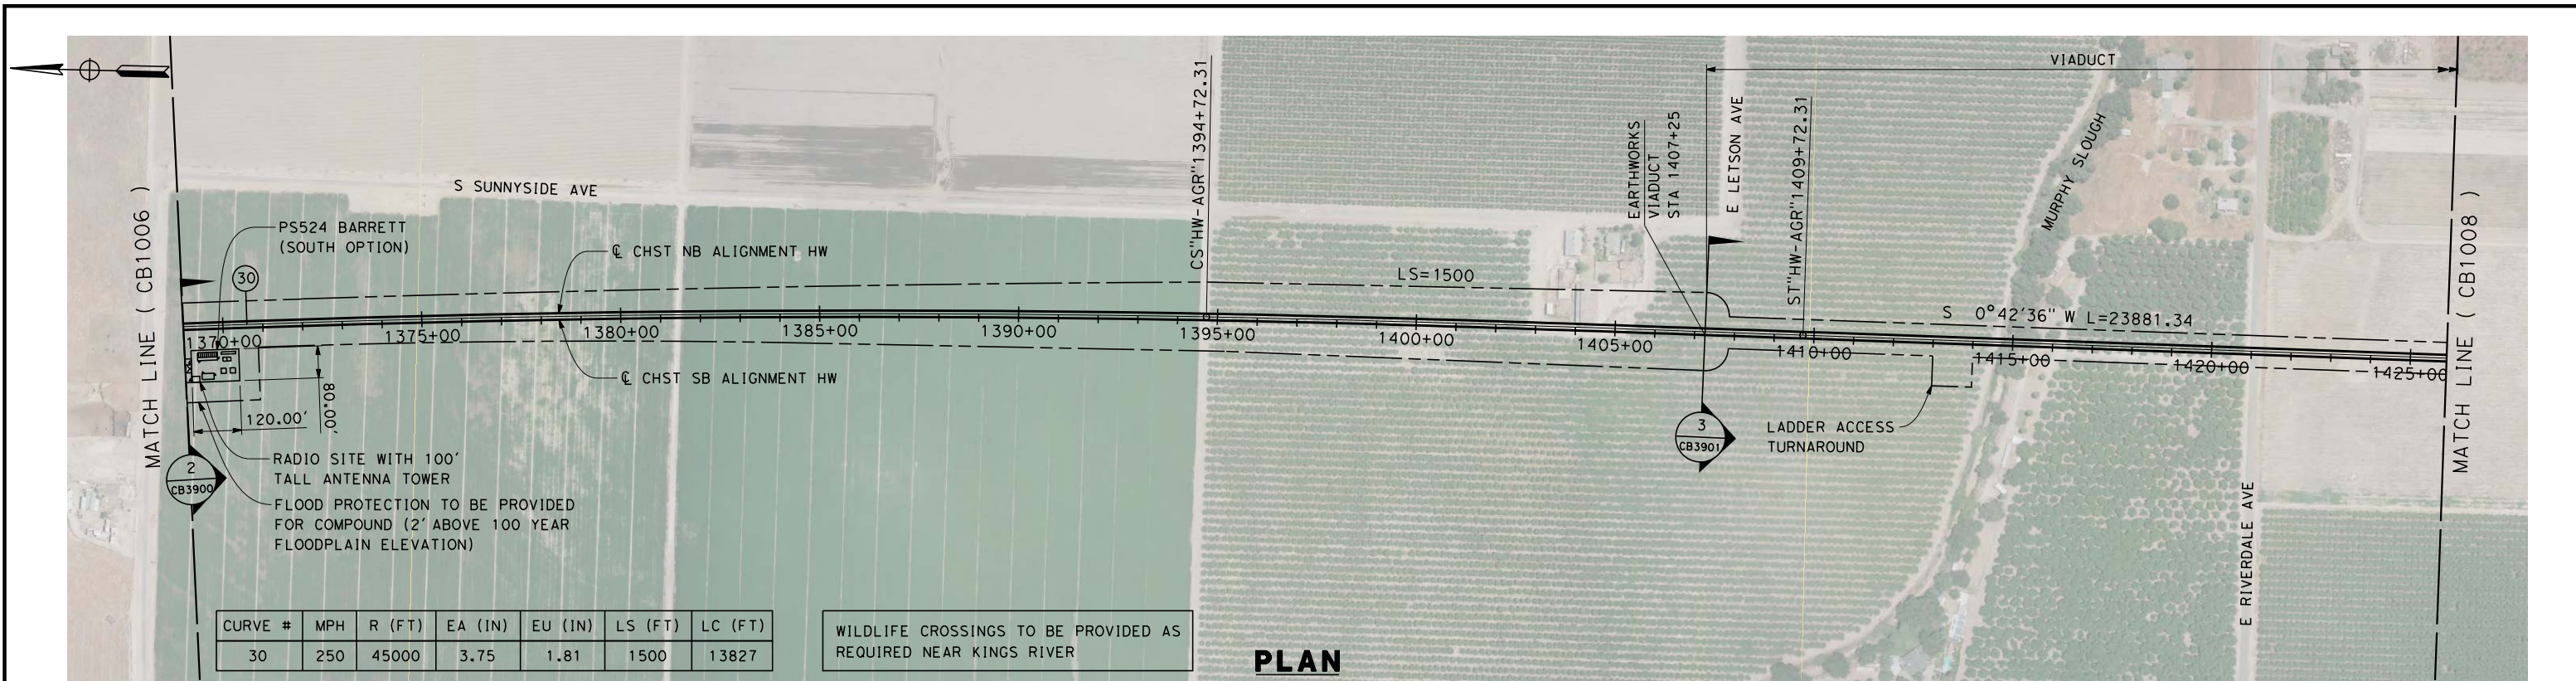 VIADUCT
CS"HW-AGR"1394+72.31
EARTHWORKS
VIADUCT
STA 1407+25
E LETSON AVE
ST"HW-AGR"1409+72.31
MURPHY SLOUGH
MATCH LINE ( CB1006 )
S SUNNYSIDE AVE
PS524 BARRETT
(SOUTH OPTION)
30
℄ CHST NB ALIGNMENT HW
LS=1500
S 0°42'36" W L=23881.34
MATCH LINE ( CB1008 )
1370+00
1375+00
1380+00
1385+00
1390+00
1395+00
1400+00
1405+00
1410+00
1415+00
1420+00
1425+00
℄ CHST SB ALIGNMENT HW
80.00'
120.00'
LADDER ACCESS
TURNAROUND
3
CB3901
2
CB3900
RADIO SITE WITH 100'
TALL ANTENNA TOWER
FLOOD PROTECTION TO BE PROVIDED
FOR COMPOUND (2' ABOVE 100 YEAR
FLOODPLAIN ELEVATION)
E RIVERDALE AVE
CURVE # MPH R (FT) EA (IN) EU (IN) LS (FT) LC (FT)
30 250 45000 3.75 1.81 1500 13827
WILDLIFE CROSSINGS TO BE PROVIDED AS
REQUIRED NEAR KINGS RIVER
PLAN